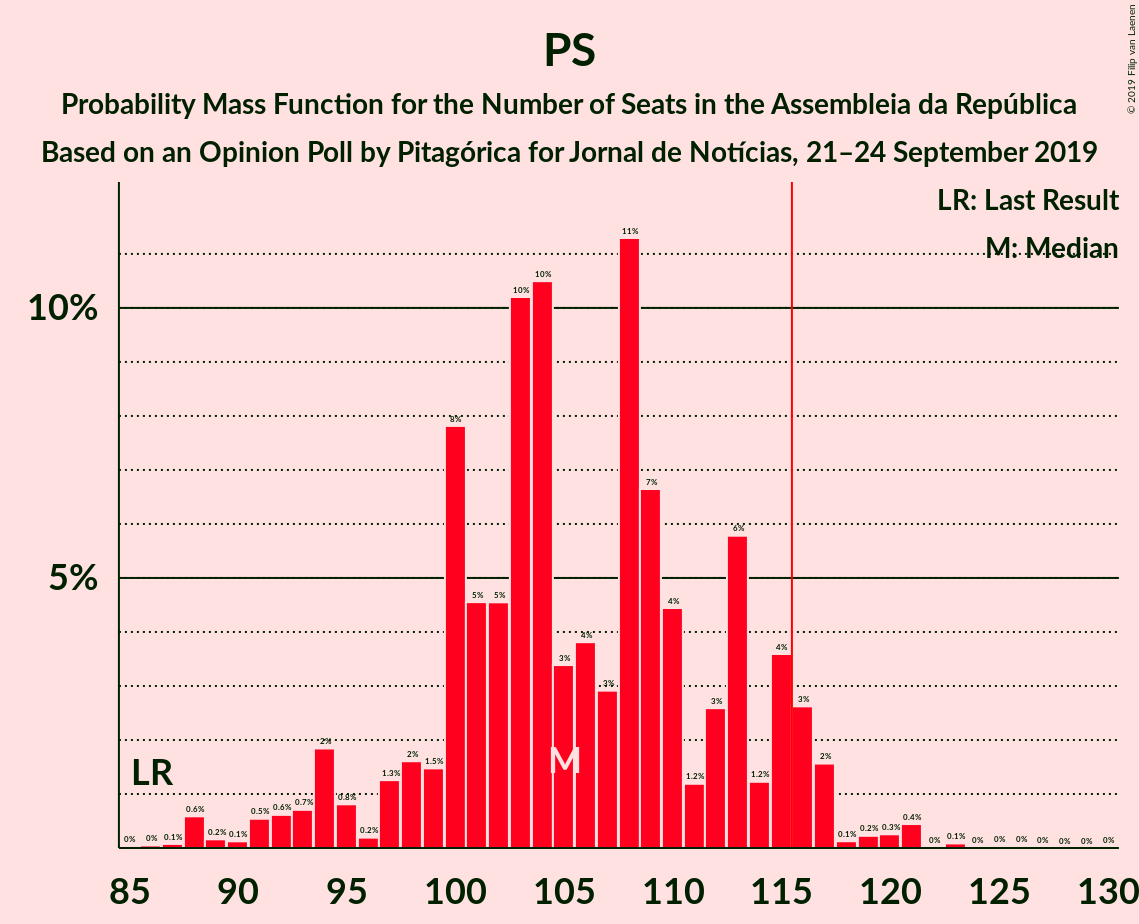 PS
Probability Mass Function for the Number of Seats in the Assembleia da República
Based on an Opinion Poll by Pitagórica for Jornal de Notícias, 21–24 September 2019
© 2019 Filip van Laenen
LR: Last Result
M: Median
10%
5%
0% 0% 0.1% 0.6% 0.2% 0.1% 0.5% 0.6% 0.7% 2% 0.8% 0.2% 1.3% 2% 1.5% 8% 5% 5% 10% 10% 3% 4% 3% 11% 7% 4% 1.2% 3% 6% 1.2% 4% 3% 2% 0.1% 0.2% 0.3% 0.4% 0% 0.1% 0% 0% 0% 0% 0% 0% 0%
LR
M
85 90 95 100 105 110 115 120 125 130